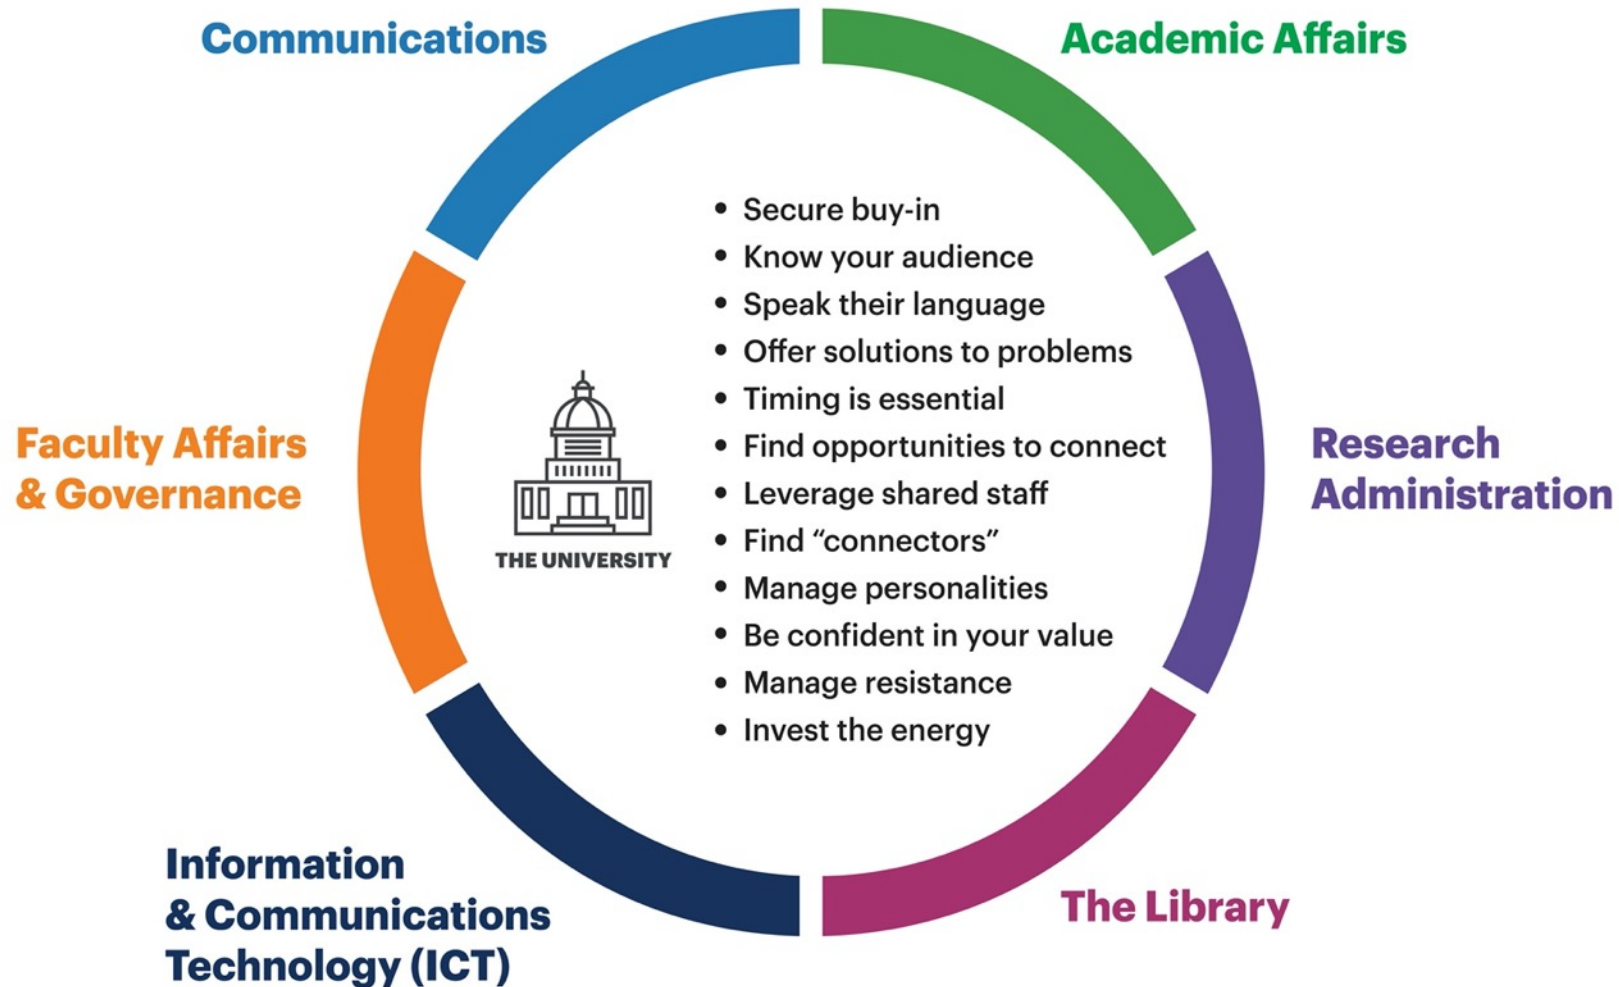 Communications
Academic Affairs
• Secure buy-in
• Know your audience
• Speak their language
• Offer solutions to problems
• Timing is essential
• Find opportunities to connect
• Leverage shared staff
• Find “connectors”
• Manage personalities
• Be confident in your value
• Manage resistance
• Invest the energy
THE UNIVERSITY
Faculty Affairs
& Governance
Research
Administration
Information
& Communications
Technology (ICT)
The Library